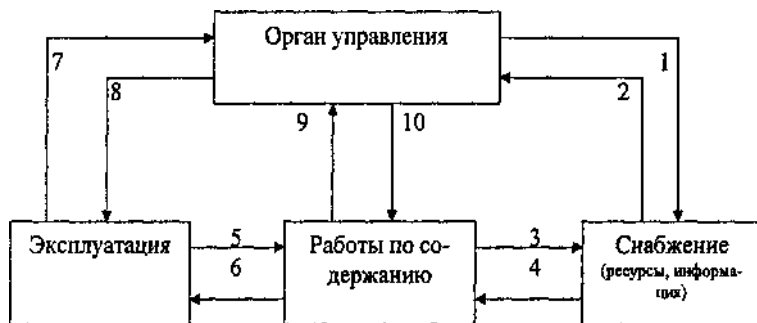 Орган управления
7
1
8
2
9
10
Эксплуатация
5
Работы по со-
держанию
3
Снабжение
6
4
(ресурсы, информа-
ция)